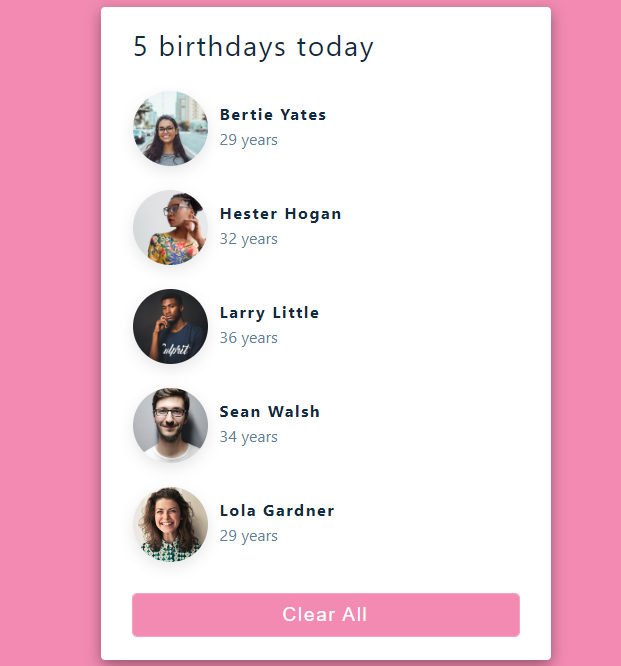 5 birthdays today
Bertie Yates
29 years
Hester Hogan
32 years
Larry Little
36 years
Sean Walsh
34 years
Lola Gardner
29 years
Clear All